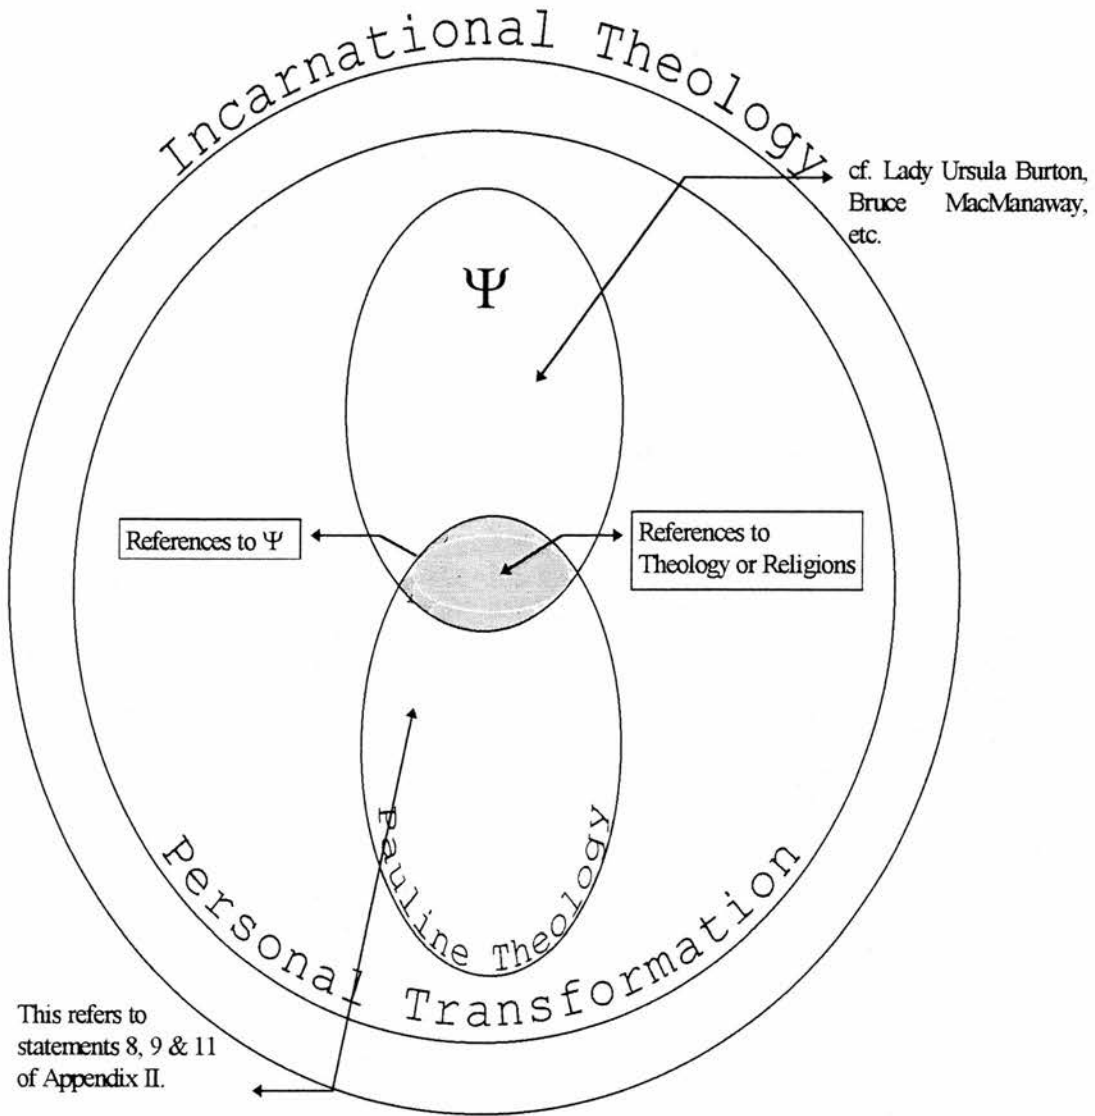 Incarnational Theology
cf. Lady Ursula Burton,
Bruce MacManaway,
etc.
Ψ
References to Ψ
References to
Theology or Religions
Pauline Theology
Personal Transformation
This refers to
statements 8, 9 & 11
of Appendix II.